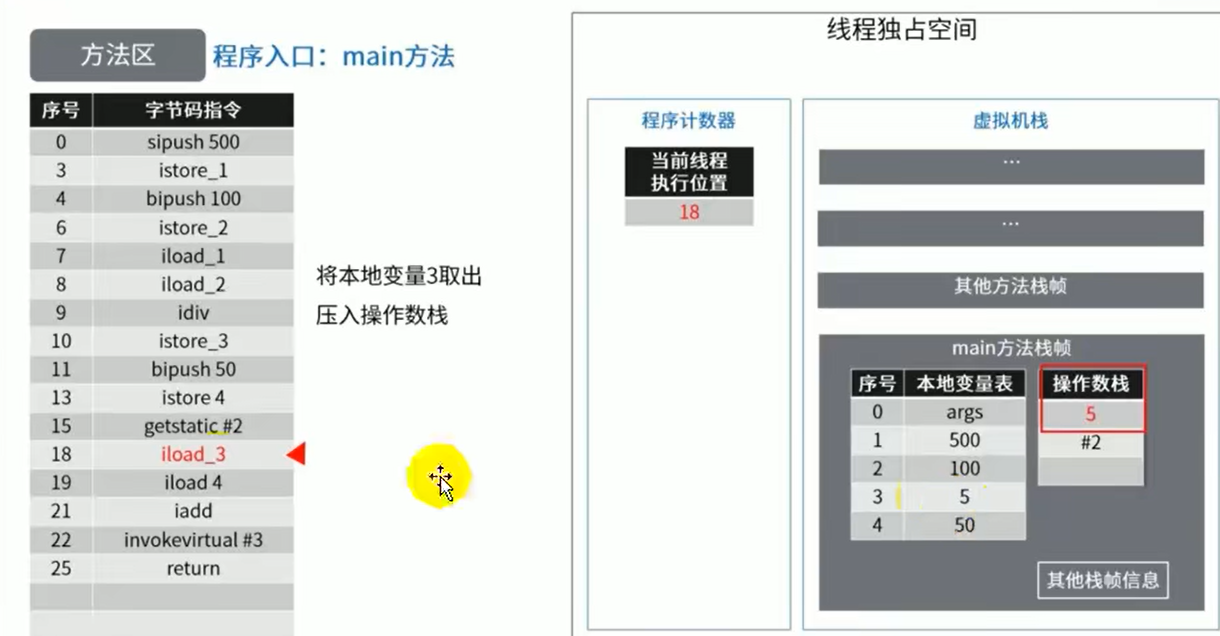 方法区 程序入口：main方法
序号 字节码指令
0 sipush 500
3 istore_1
4 bipush 100
6 istore_2
7 iload_1
8 iload_2
9 idiv
10 istore_3
11 bipush 50
13 istore 4
15 getstatic #2
18 iload_3
19 iload 4
21 iadd
22 invokevirtual #3
25 return
将本地变量3取出
压入操作数栈
线程独占空间
程序计数器
当前线程
执行位置
18
虚拟机栈
...
...
其他方法栈帧
main方法栈帧
序号 本地变量表
0 args
1 500
2 100
3 5
4 50
操作数栈
5
#2
其他栈帧信息